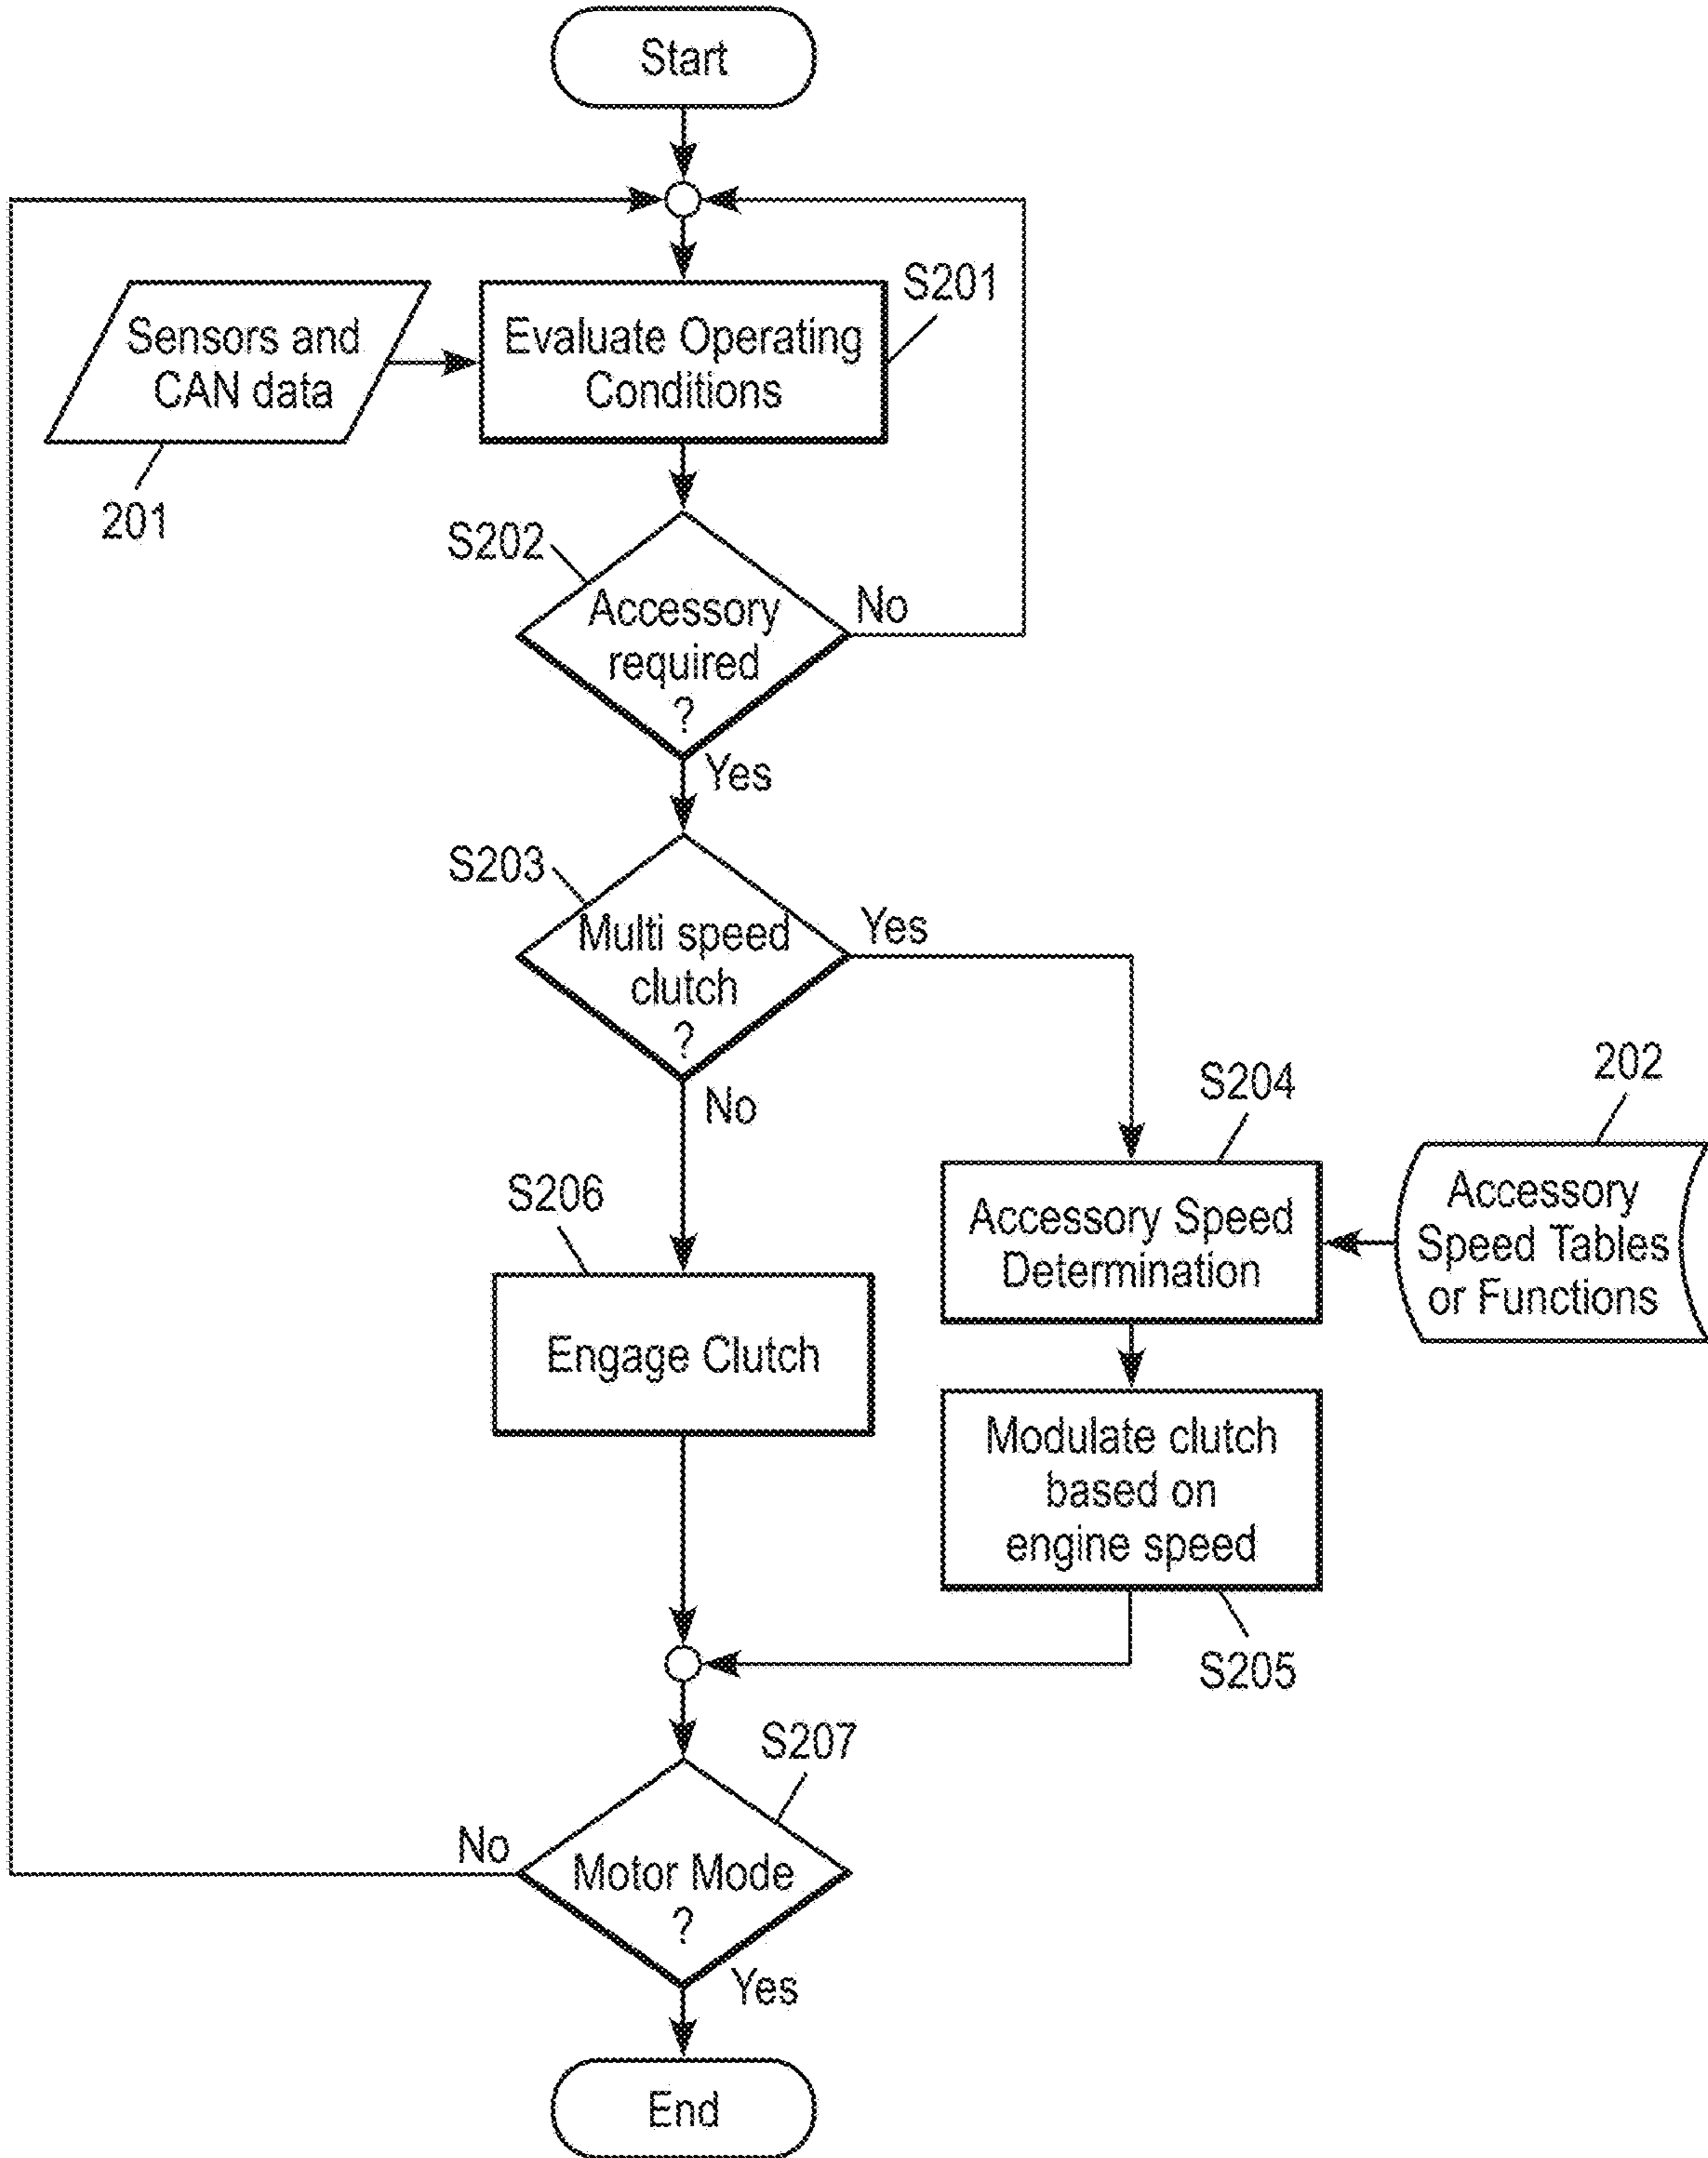 Start
S201
Sensors and
CAN data
Evaluate Operating
Conditions
201
S202
Accessory
required
?
No
Yes
S203
Multi speed
clutch
?
Yes
No
S204
202
Accessory Speed
Determination
Accessory
Speed Tables
or Functions
S206
Engage Clutch
Modulate clutch
based on
engine speed
S205
S207
No
Motor Mode
?
Yes
End